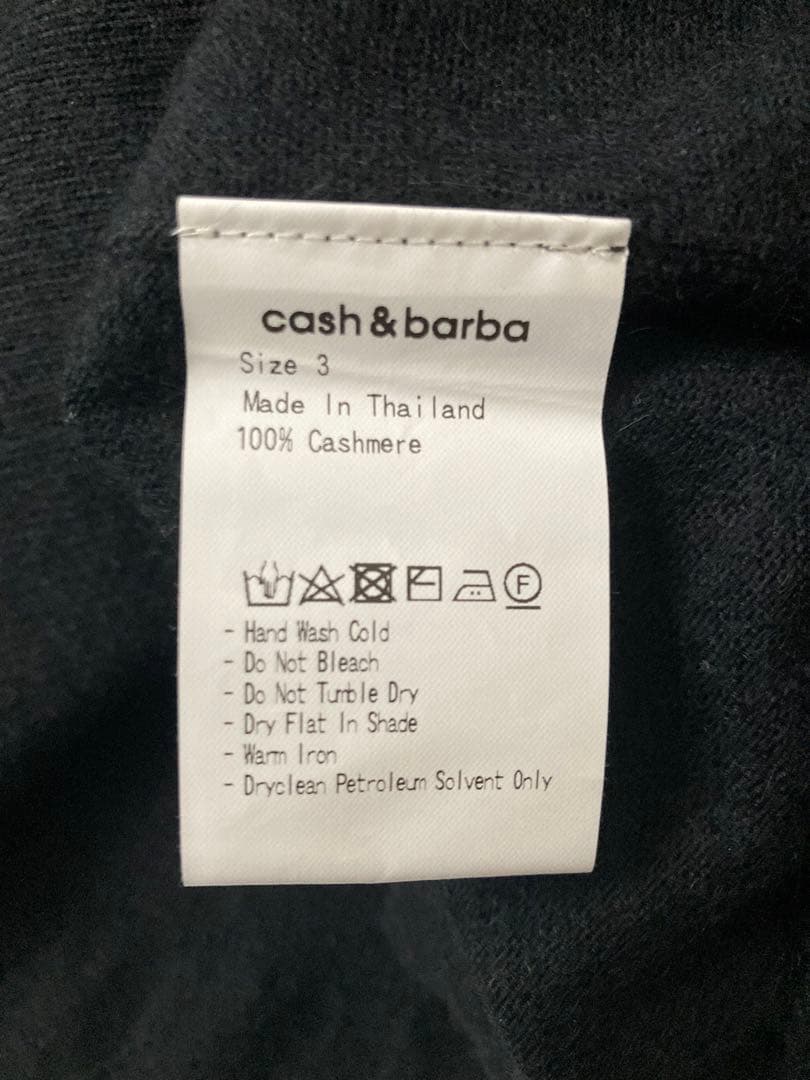 cash & barba
Size 3
Made In Thailand
100% Cashmere
F
- Hand Wash Cold
- Do Not Bleach
- Do Not Tumble Dry
- Dry Flat In Shade
- Warm Iron
- Dryclean Petroleum Solvent Only